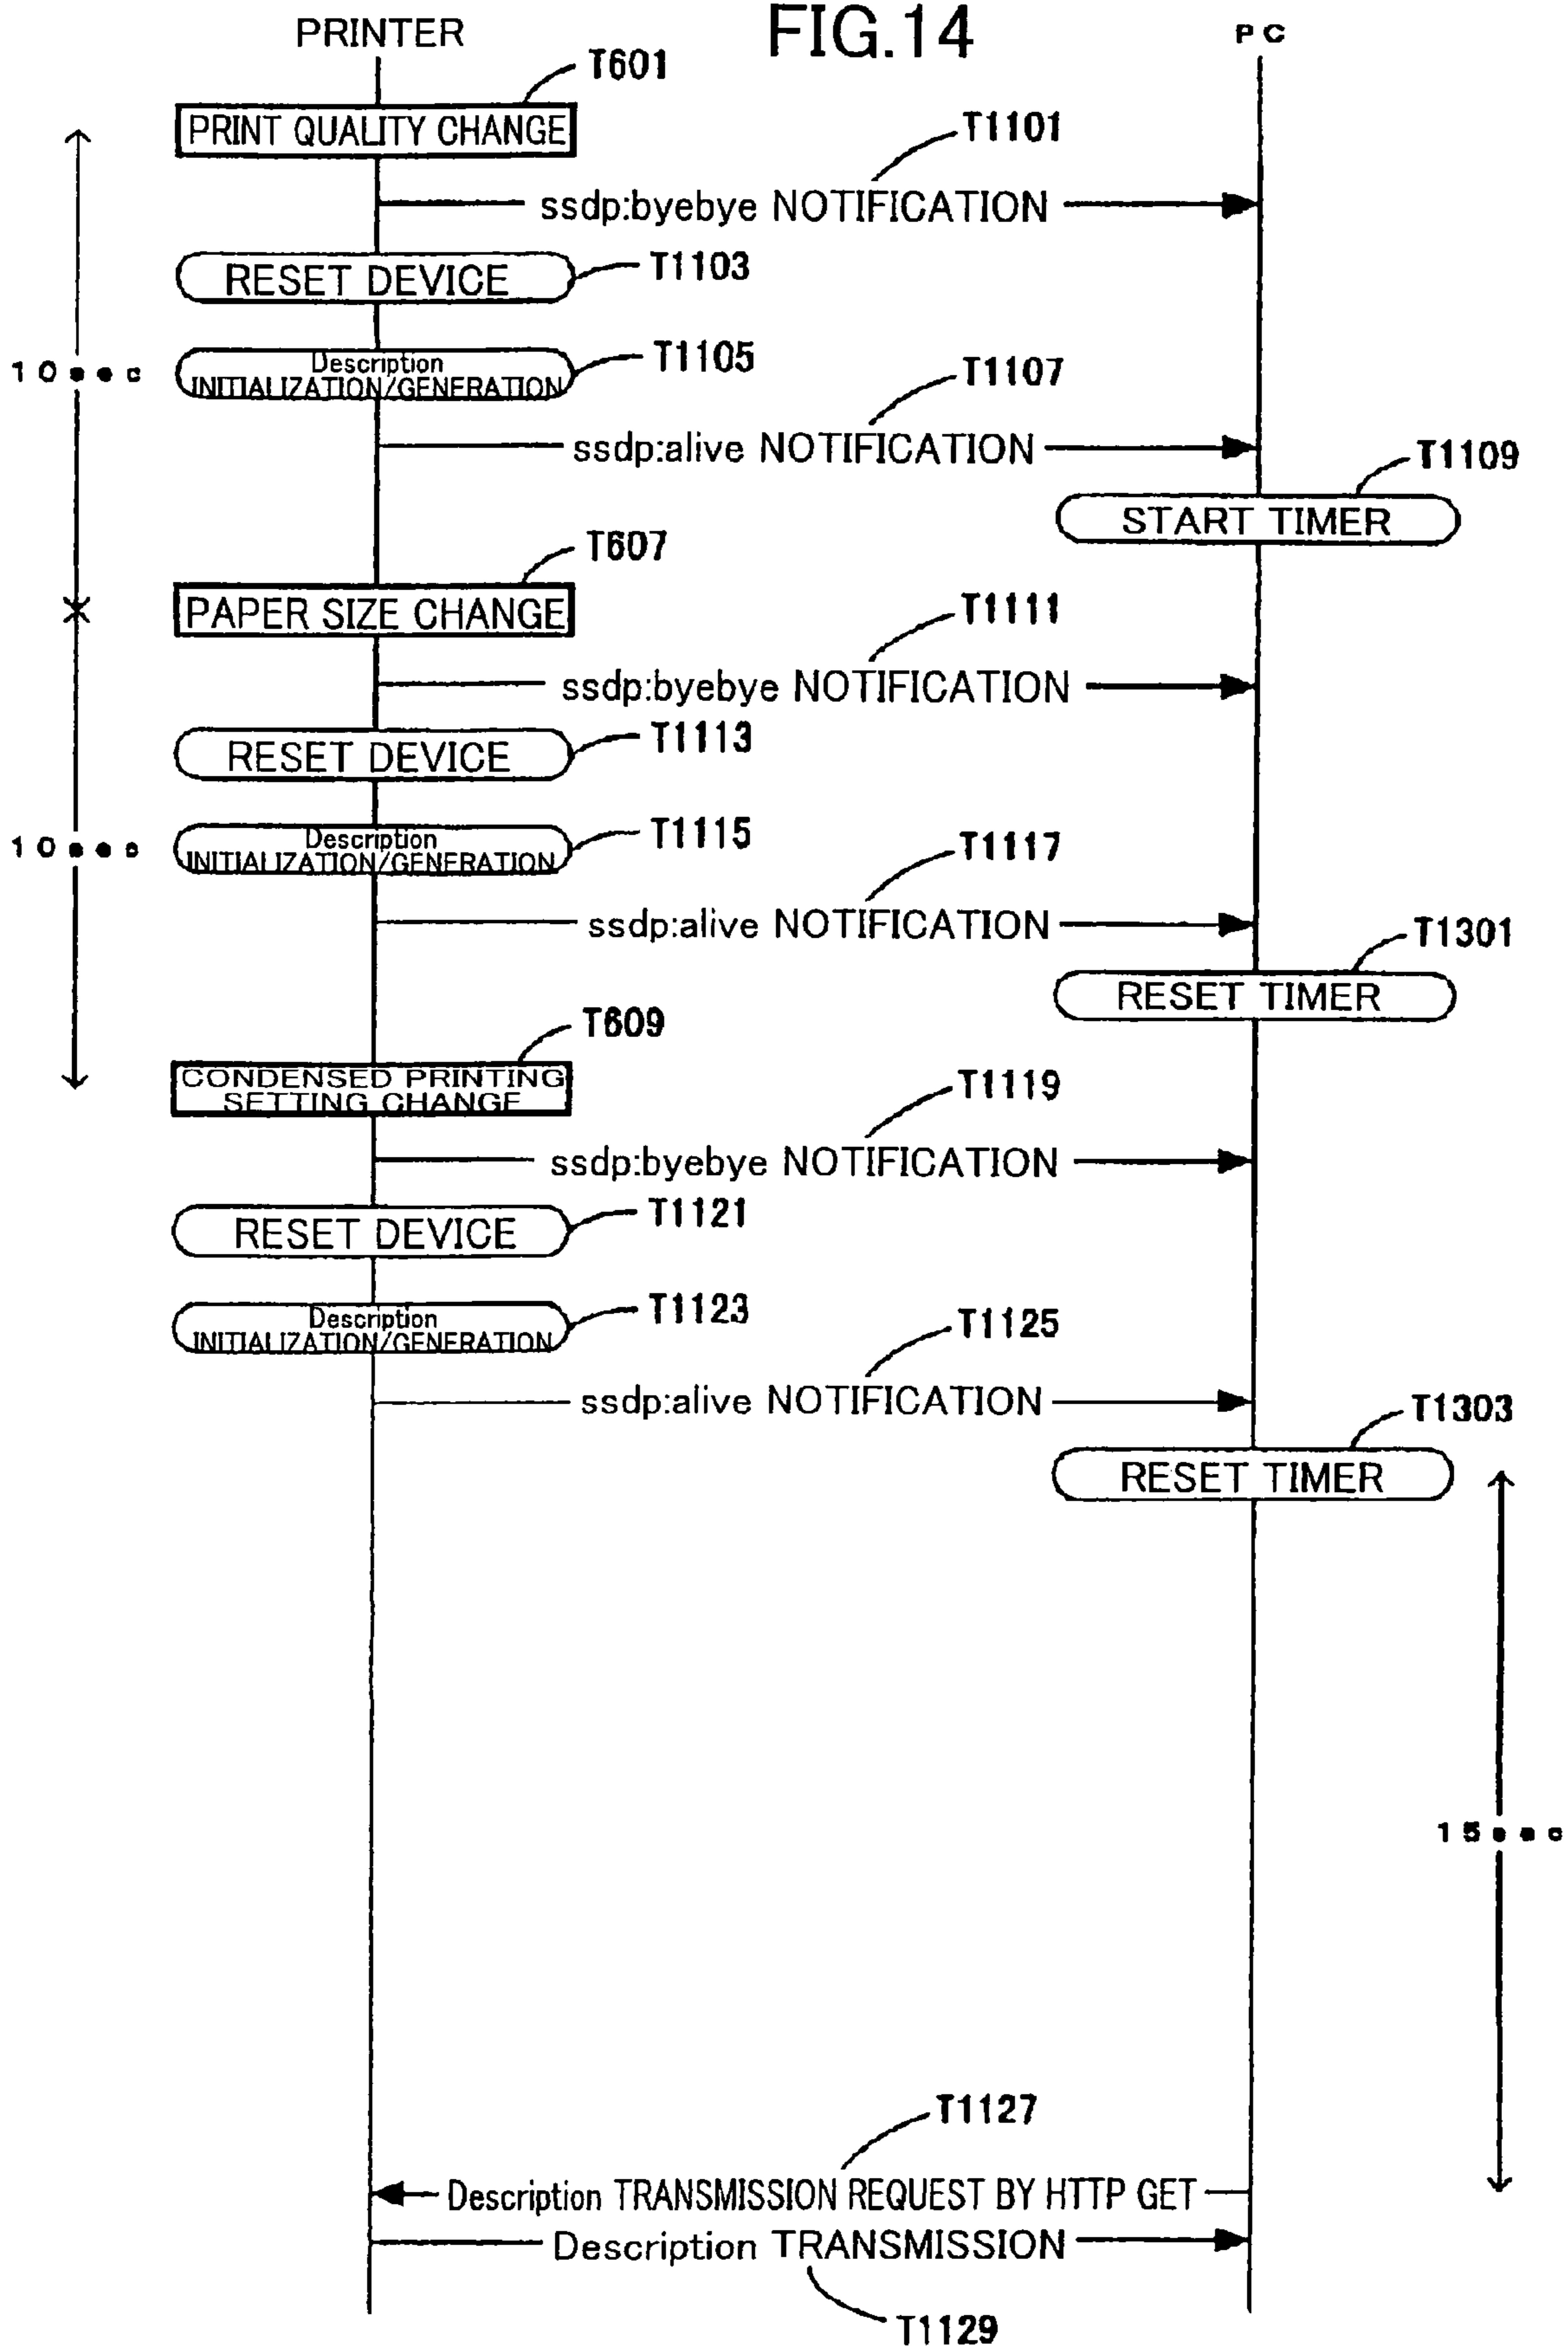 FIG.14
PRINTER
PC
T601
PRINT QUALITY CHANGE
T1101
ssdp:byebye NOTIFICATION
T1103
RESET DEVICE
T1105
Description
INITIALIZATION/GENERATION
10sec
T1107
ssdp:alive NOTIFICATION
T1109
START TIMER
T607
PAPER SIZE CHANGE
T1111
ssdp:byebye NOTIFICATION
T1113
RESET DEVICE
T1115
Description
INITIALIZATION/GENERATION
10sec
T1117
ssdp:alive NOTIFICATION
T1301
RESET TIMER
T609
CONDENSED PRINTING
SETTING CHANGE
T1119
ssdp:byebye NOTIFICATION
T1121
RESET DEVICE
T1123
Description
INITIALIZATION/GENERATION
T1125
ssdp:alive NOTIFICATION
T1303
RESET TIMER
15sec
T1127
Description TRANSMISSION REQUEST BY HTTP GET
Description TRANSMISSION
T1129